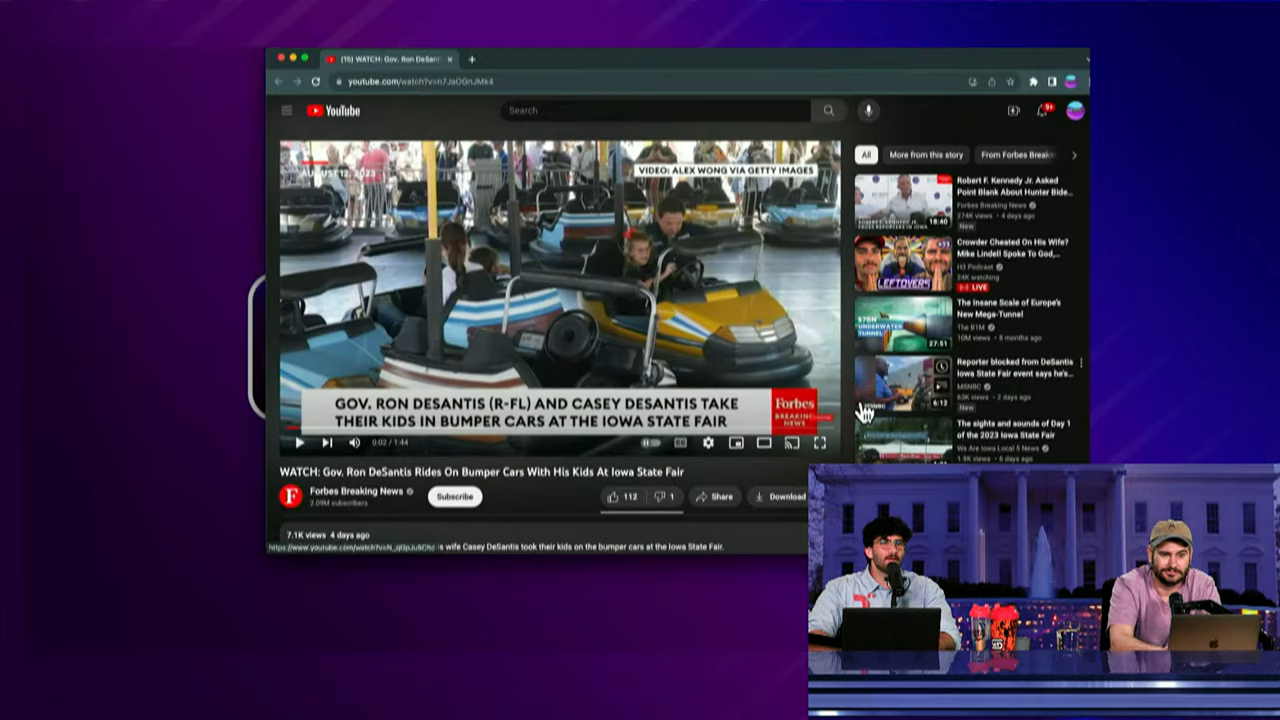 (15) WATCH: Gov. Ron DeSant
youtube.com/watch?v=n7JaOGnJMk4
YouTube
Search
9+
AUGUST 12, 2023
VIDEO: ALEX WONG VIA GETTY IMAGES
GOV. RON DESANTIS (R-FL) AND CASEY DESANTIS TAKE
THEIR KIDS IN BUMPER CARS AT THE IOWA STATE FAIR
Forbes
BREAKING
NEWS
0:02 / 1:44
WATCH: Gov. Ron DeSantis Rides On Bumper Cars With His Kids At Iowa State Fair
Forbes Breaking News
2.09M subscribers
Subscribe
112
1
Share
Download
7.1K views 4 days ago
s wife Casey DeSantis took their kids on the bumper cars at the Iowa State Fair.
All
More from this story
From Forbes Breaki
18:40
Robert F. Kennedy Jr. Asked
Point Blank About Hunter Bide...
Forbes Breaking News
274K views • 4 days ago
New
LEFTOVERS
Crowder Cheated On His Wife?
Mike Lindell Spoke To God,...
H3 Podcast
24K watching
LIVE
$7BN
UNDERWATER
TUNNEL
27:51
The Insane Scale of Europe's
New Mega-Tunnel
The B1M
10M views • 8 months ago
MSNBC
6:12
Reporter blocked from DeSantis
Iowa State Fair event says he's...
MSNBC
63K views • 2 days ago
New
The sights and sounds of Day 1
of the 2023 Iowa State Fair
We Are Iowa Local 5 News
1.9K views • 6 days ago